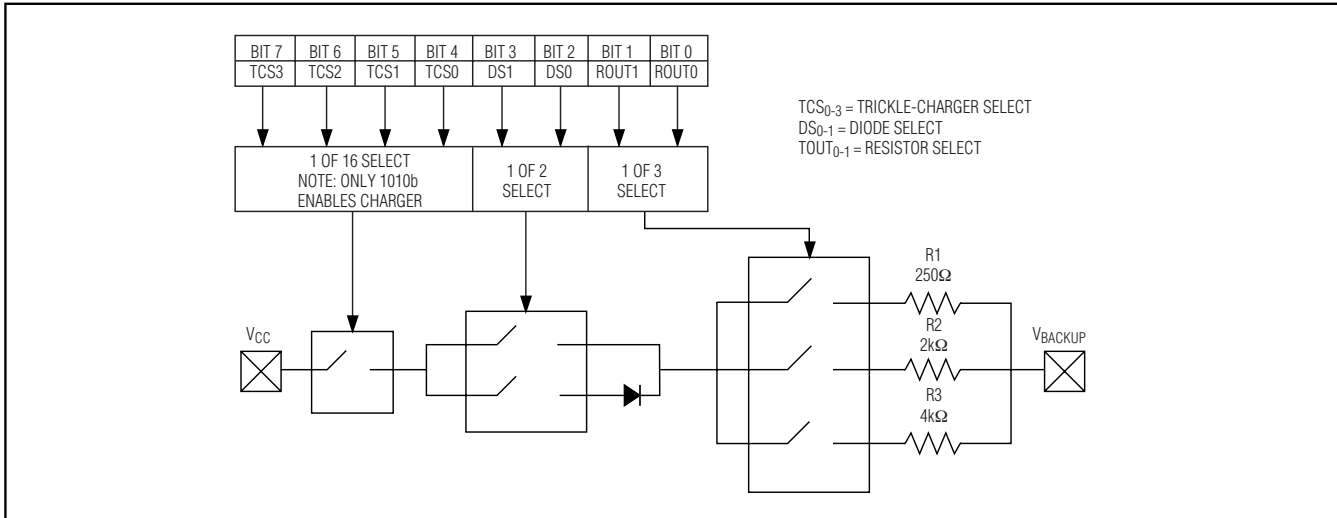 BIT 7 BIT 6 BIT 5 BIT 4 BIT 3 BIT 2 BIT 1 BIT 0
TCS3 TCS2 TCS1 TCS0 DS1 DS0 ROUT1 ROUT0
TCS0-3 = TRICKLE-CHARGER SELECT
DS0-1 = DIODE SELECT
TOUT0-1 = RESISTOR SELECT
1 OF 16 SELECT
NOTE: ONLY 1010b
ENABLES CHARGER
1 OF 2
SELECT
1 OF 3
SELECT
VCC
R1
250Ω
R2
2kΩ
R3
4kΩ
VBACKUP